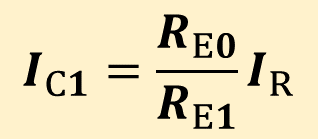 I_C1 = R_E0 / R_E1 I_R